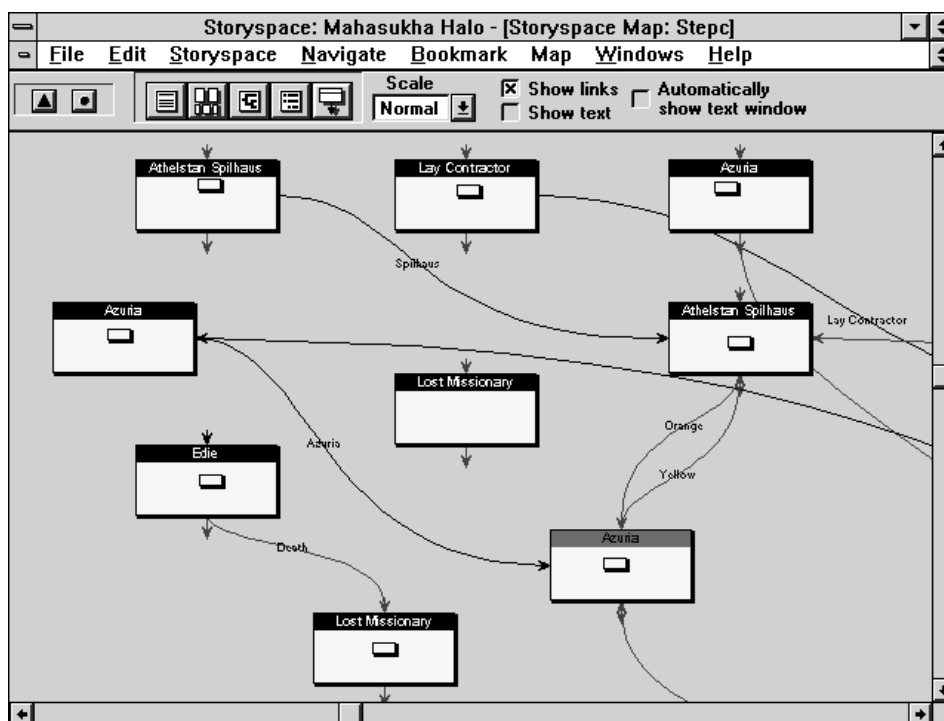 Storyspace: Mahasukha Halo - [Storyspace Map: Stepc]
File Edit Storyspace Navigate Bookmark Map Windows Help
Scale
Normal
Show links
Show text
Automatically
show text window
Athelstan Spilhaus
Lay Contractor
Azuria
Spilhaus
Azuria
Athelstan Spilhaus
Lay Contractor
Lost Missionary
Orange
Azuria
Edie
Yellow
Azuria
Death
Lost Missionary